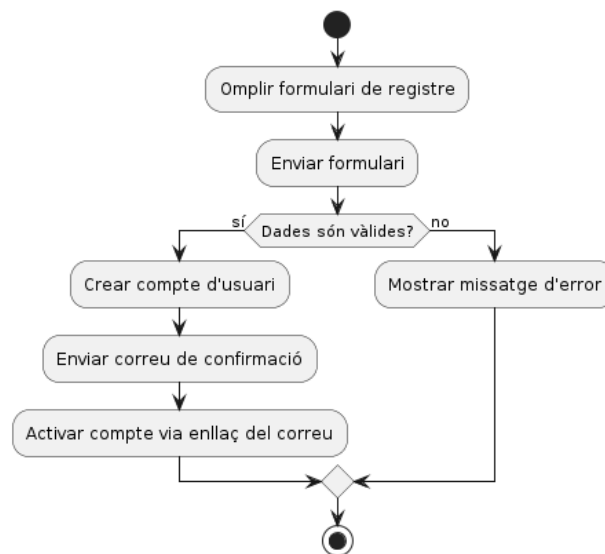 Omplir formulari de registre
Enviar formulari
sí
Dades són vàlides?
no
Crear compte d'usuari
Mostrar missatge d'error
Enviar correu de confirmació
Activar compte via enllaç del correu